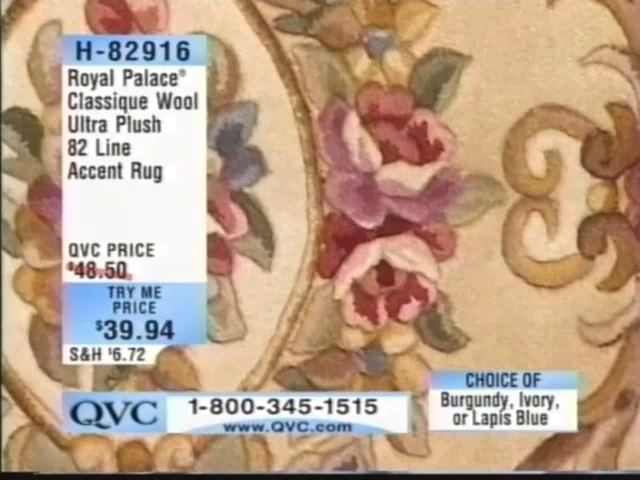 H-82916
Royal Palace®
Classique Wool
Ultra Plush
82 Line
Accent Rug
QVC PRICE
$48.50
TRY ME
PRICE
$39.94
S&H $6.72
QVC
1-800-345-1515
www.QVC.com
CHOICE OF
Burgundy, Ivory,
or Lapis Blue